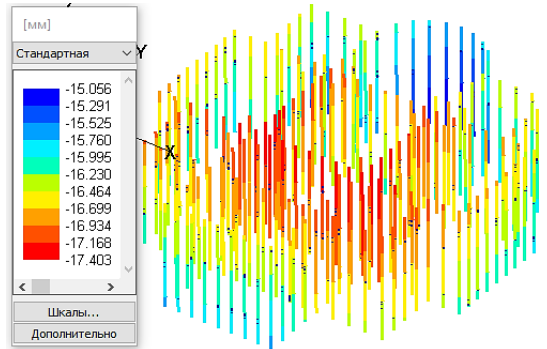 [мм]
Стандартная
Y
-15.056
-15.291
-15.525
-15.760
-15.995
-16.230
-16.464
-16.699
-16.934
-17.168
-17.403
X
Шкалы...
Дополнительно